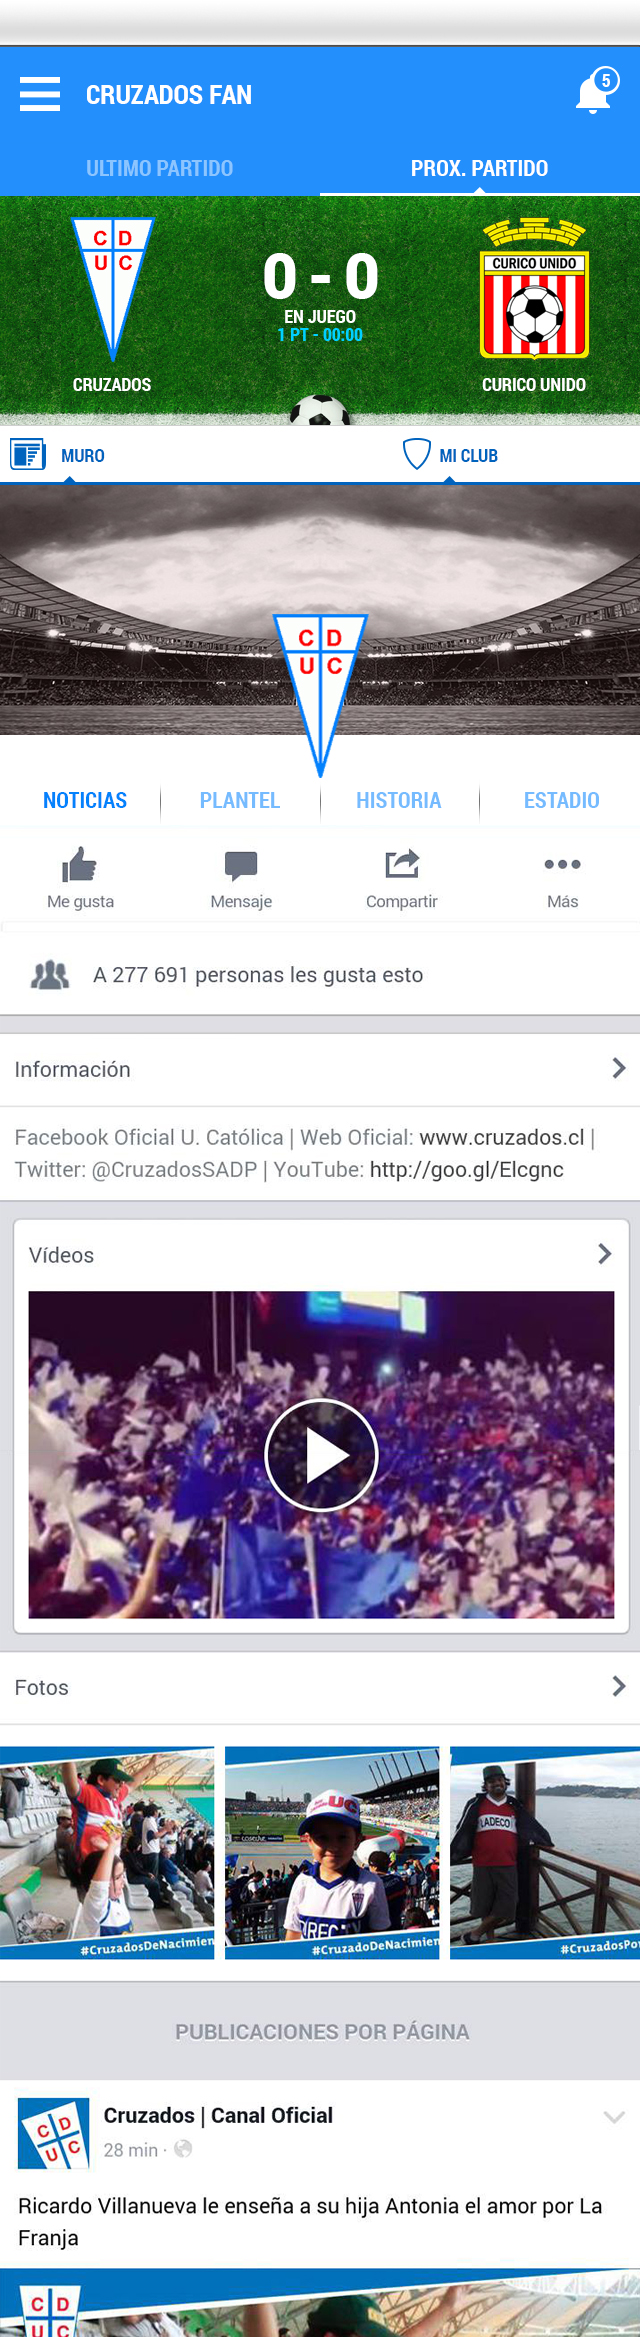 CRUZADOS FAN
5
ULTIMO PARTIDO
PROX. PARTIDO
C D
U C
CURICO UNIDO
0 - 0
EN JUEGO
1 PT - 00:00
CRUZADOS
CURICO UNIDO
MURO
MI CLUB
C D
U C
NOTICIAS
PLANTEL
HISTORIA
ESTADIO
Me gusta
Mensaje
Compartir
Más
A 277 691 personas les gusta esto
Información
Facebook Oficial U. Católica | Web Oficial: www.cruzados.cl |
Twitter: @CruzadosSADP | YouTube: http://goo.gl/Elcgnc
Vídeos
Fotos
UC
DIRECT
LADECO
#CruzadosDeNacimien
#CruzadoDeNacimien
#CruzadosPo
PUBLICACIONES POR PÁGINA
C D
U C
Cruzados | Canal Oficial
28 min ·
Ricardo Villanueva le enseña a su hija Antonia el amor por La
Franja
C D
U C